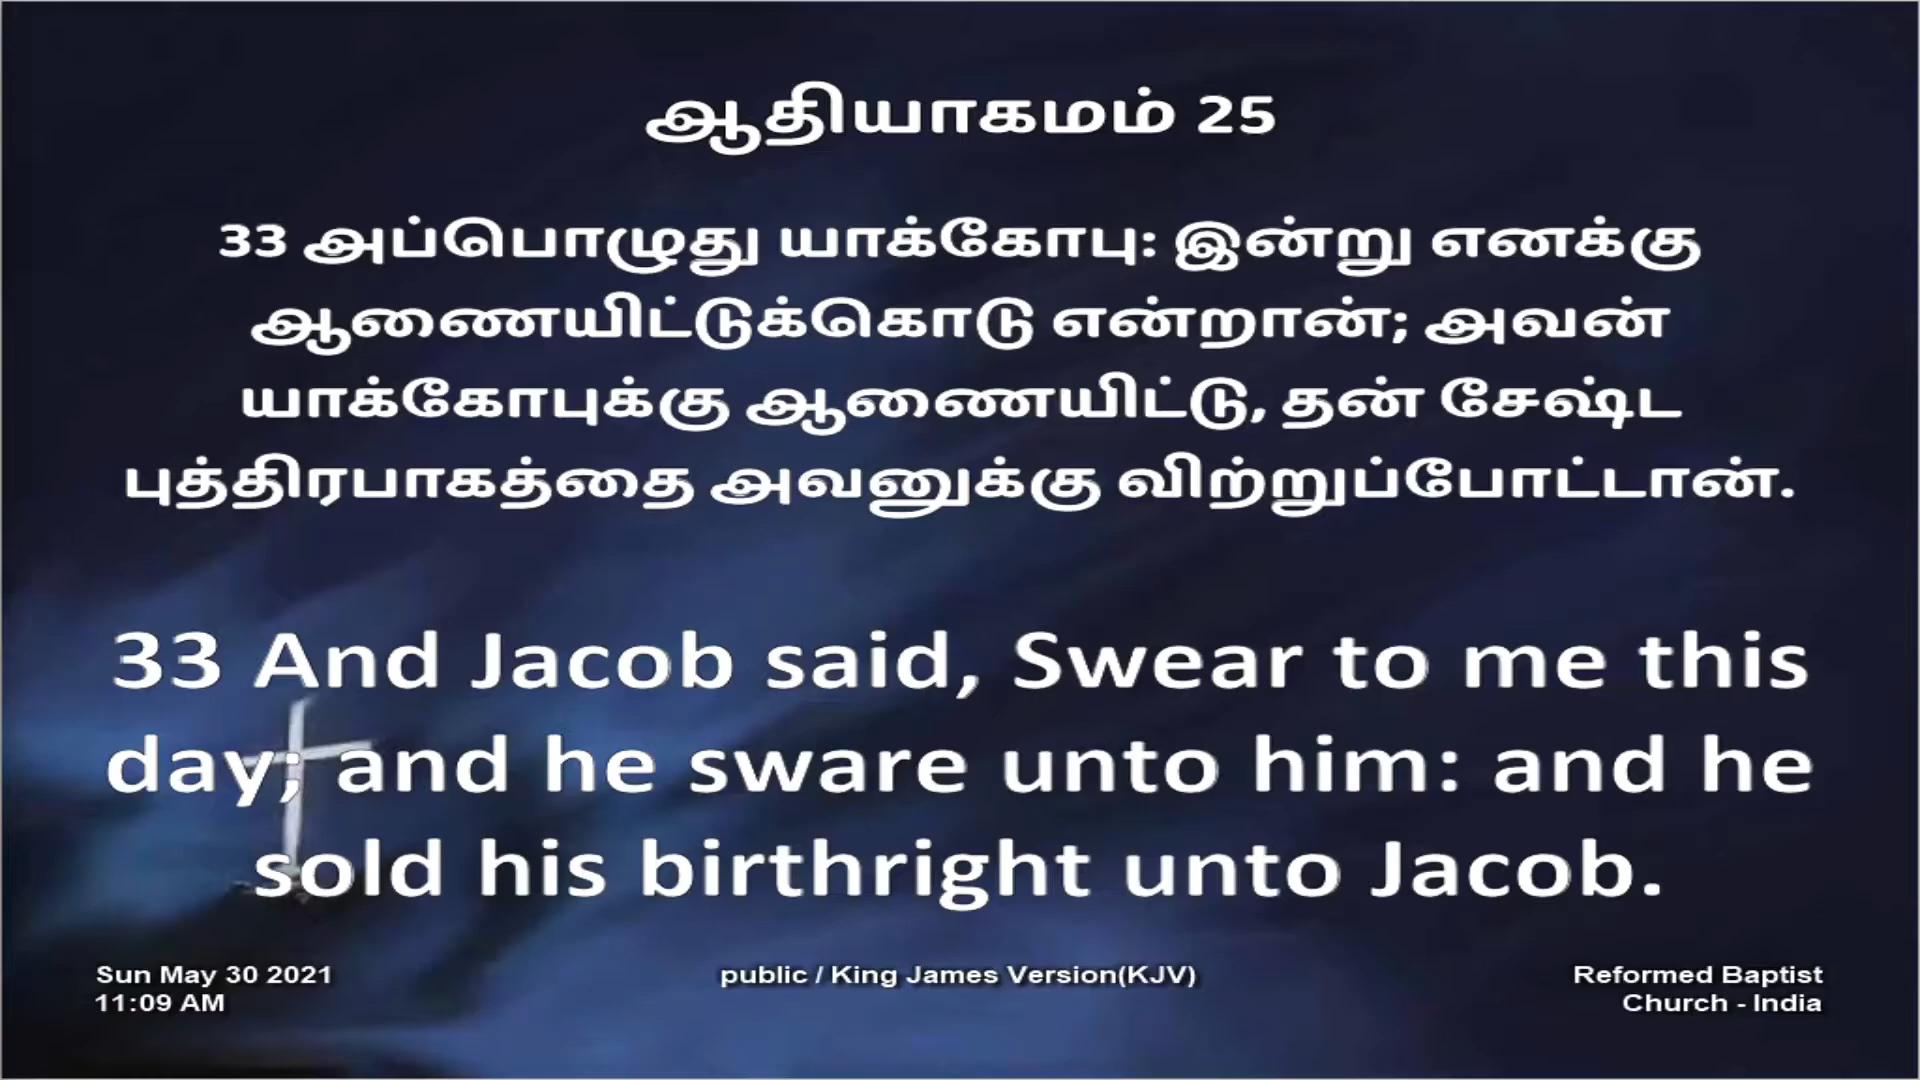 ஆதியாகமம் 25
33 அப்பொழுது யாக்கோபு: இன்று எனக்கு
ஆணையிட்டுக்கொடு என்றான்; அவன்
யாக்கோபுக்கு ஆணையிட்டு, தன் சேஷ்ட
புத்திரபாகத்தை அவனுக்கு விற்றுப்போட்டான்.
33 And Jacob said, Swear to me this
day; and he sware unto him: and he
sold his birthright unto Jacob.
Sun May 30 2021
11:09 AM
public / King James Version(KJV)
Reformed Baptist
Church - India